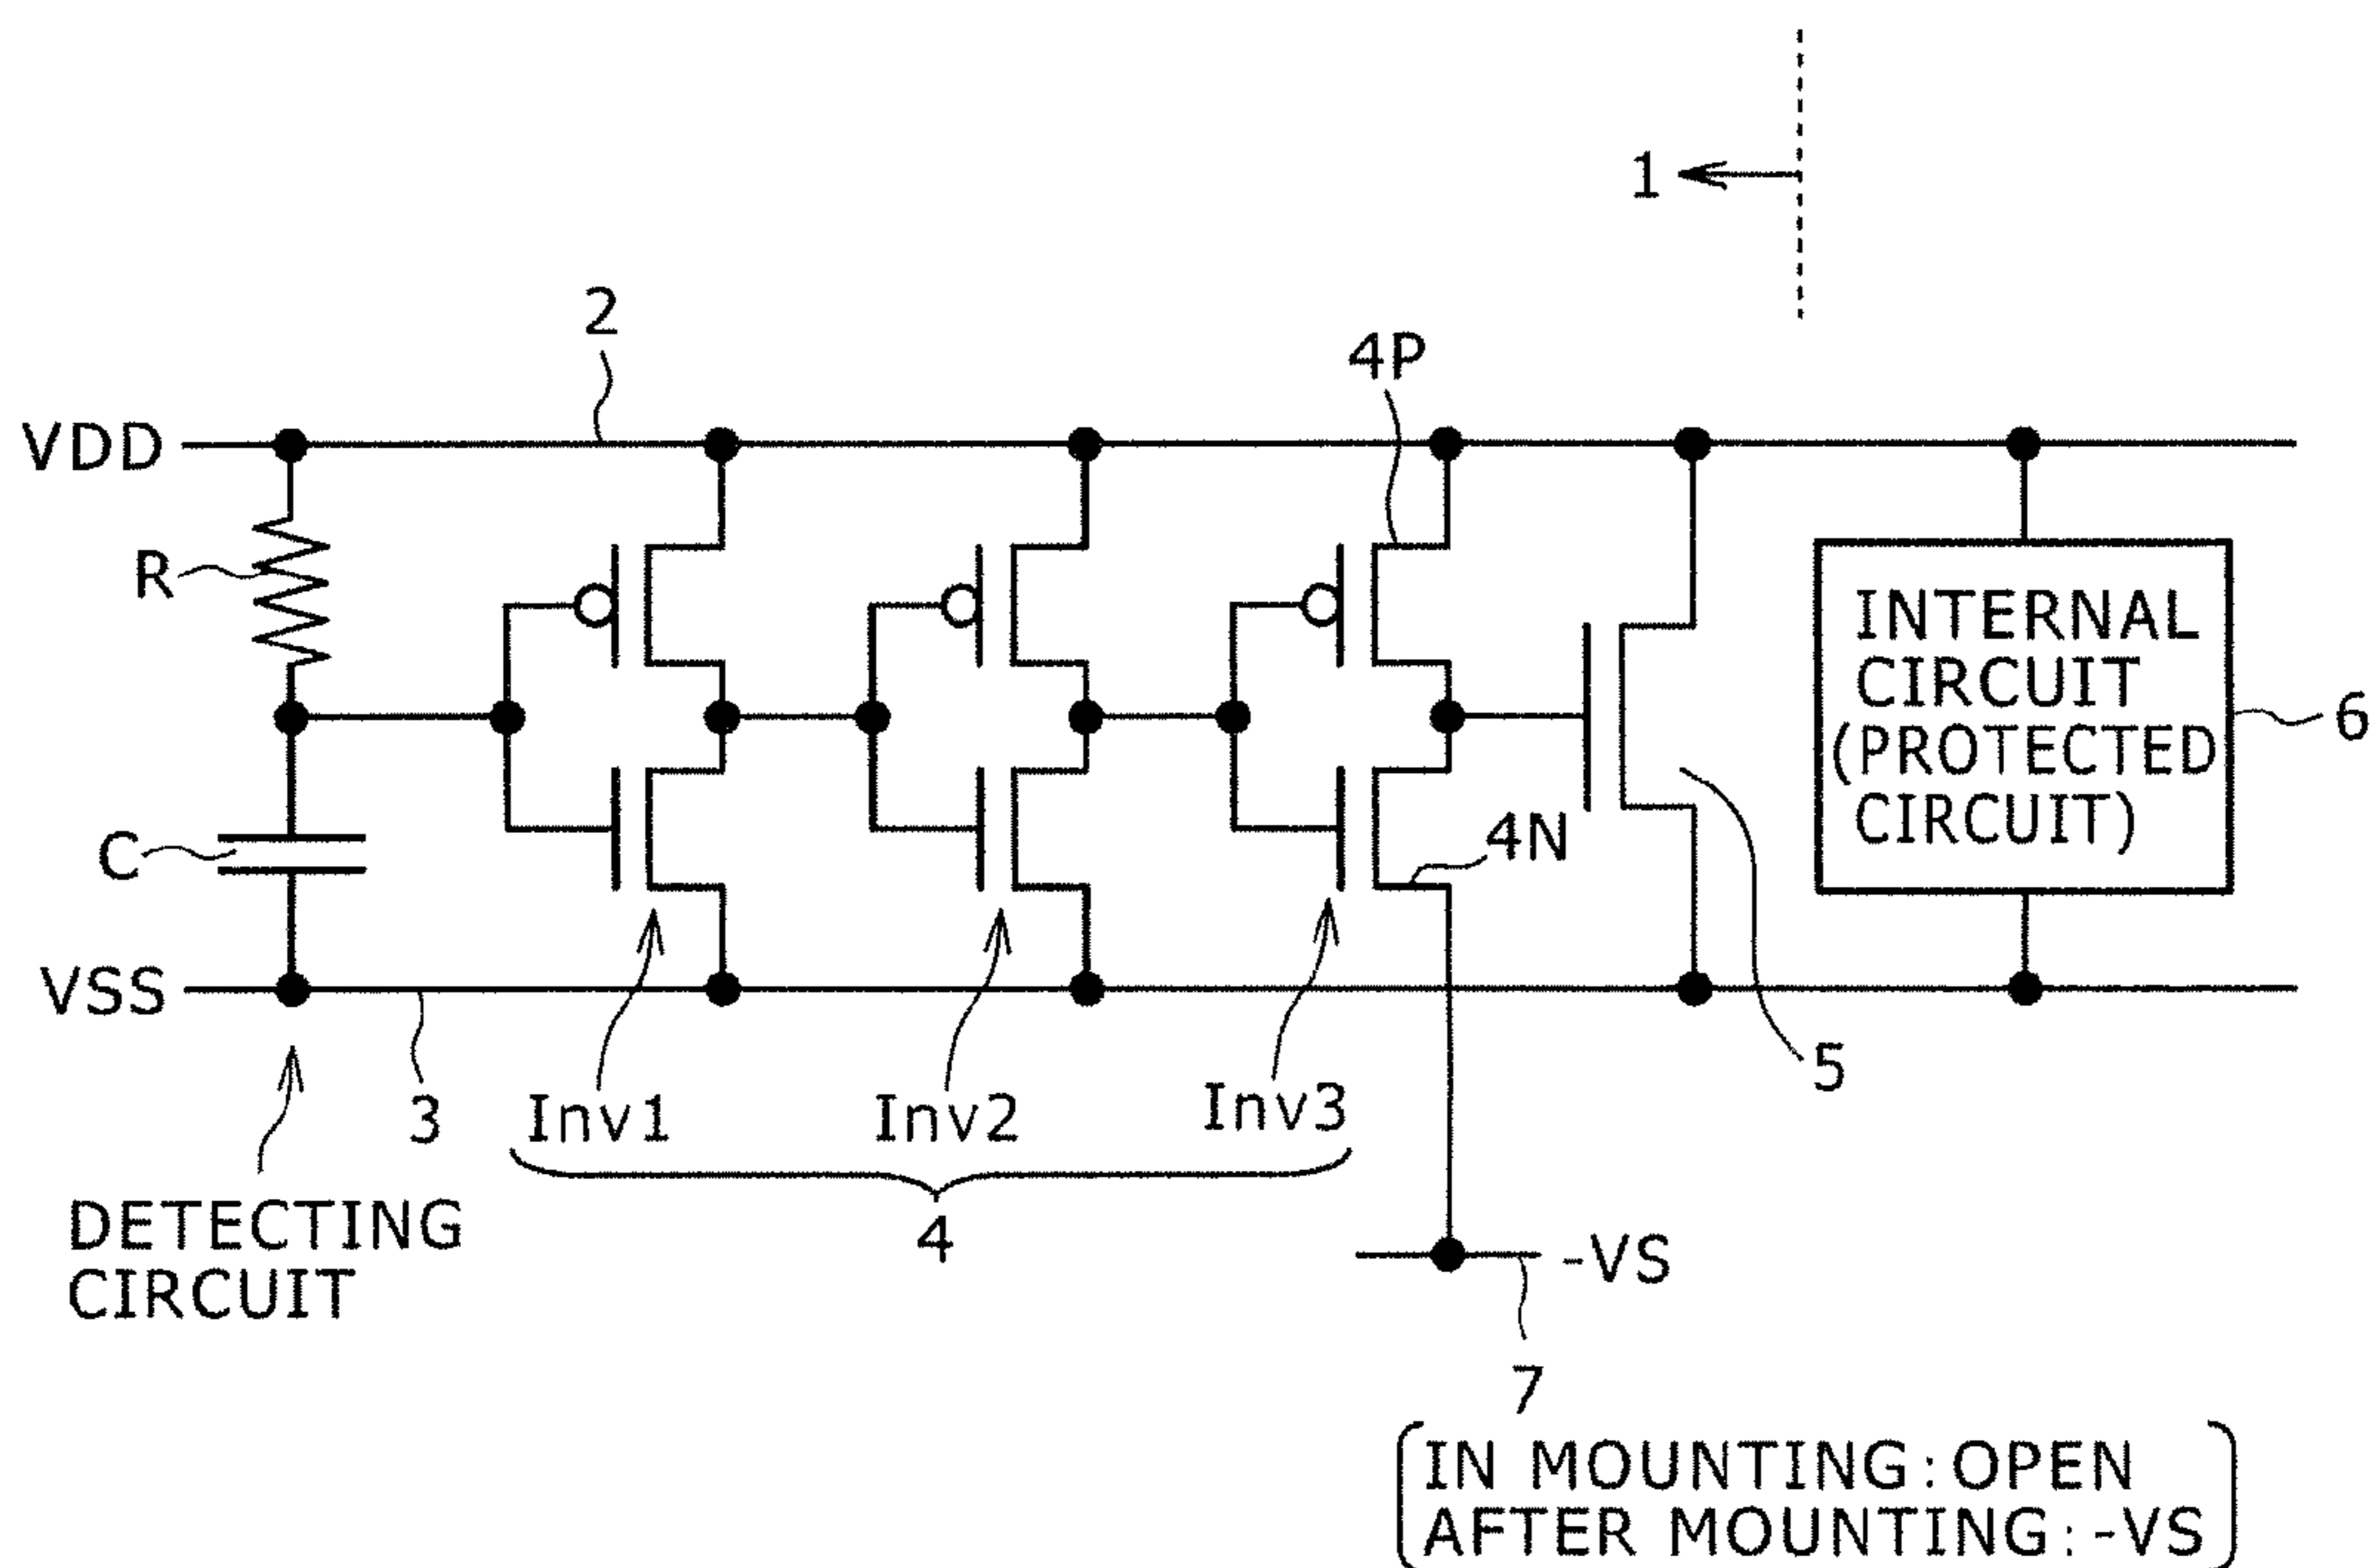 1
2
4P
VDD
R
INTERNAL
CIRCUIT
(PROTECTED
CIRCUIT)
6
C
4N
VSS
5
3
Inv1
Inv2
Inv3
DETECTING
CIRCUIT
4
-VS
7
IN MOUNTING:OPEN
AFTER MOUNTING:-VS